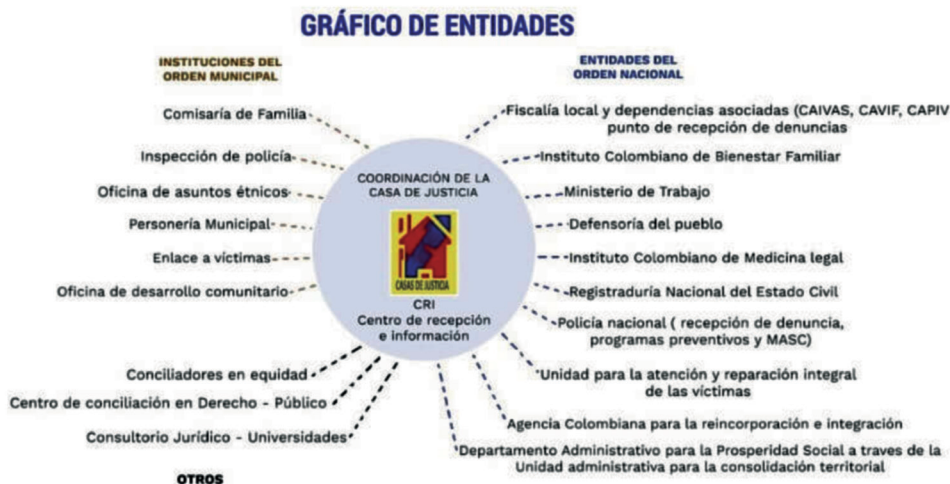 GRÁFICO DE ENTIDADES
INSTITUCIONES DEL
ORDEN MUNICIPAL
Comisaría de Familia
Inspección de policía
Oficina de asuntos étnicos
Personería Municipal
Enlace a víctimas
Oficina de desarrollo comunitario
Conciliadores en equidad
Centro de conciliación en Derecho - Público
Consultorio Jurídico - Universidades
OTROS
COORDINACIÓN DE LA
CASA DE JUSTICIA
CASAS DE JUSTICIA
CRI
Centro de recepción
e información
ENTIDADES DEL
ORDEN NACIONAL
Fiscalía local y dependencias asociadas (CAIVAS, CAVIF, CAPIV
punto de recepción de denuncias
Instituto Colombiano de Bienestar Familiar
Ministerio de Trabajo
Defensoría del pueblo
Instituto Colombiano de Medicina legal
Registraduría Nacional del Estado Civil
Policía nacional ( recepción de denuncia,
programas preventivos y MASC)
Unidad para la atención y reparación integral
de las víctimas
Agencia Colombiana para la reincorporación e integración
Departamento Administrativo para la Prosperidad Social a traves de la
Unidad administrativa para la consolidación territorial